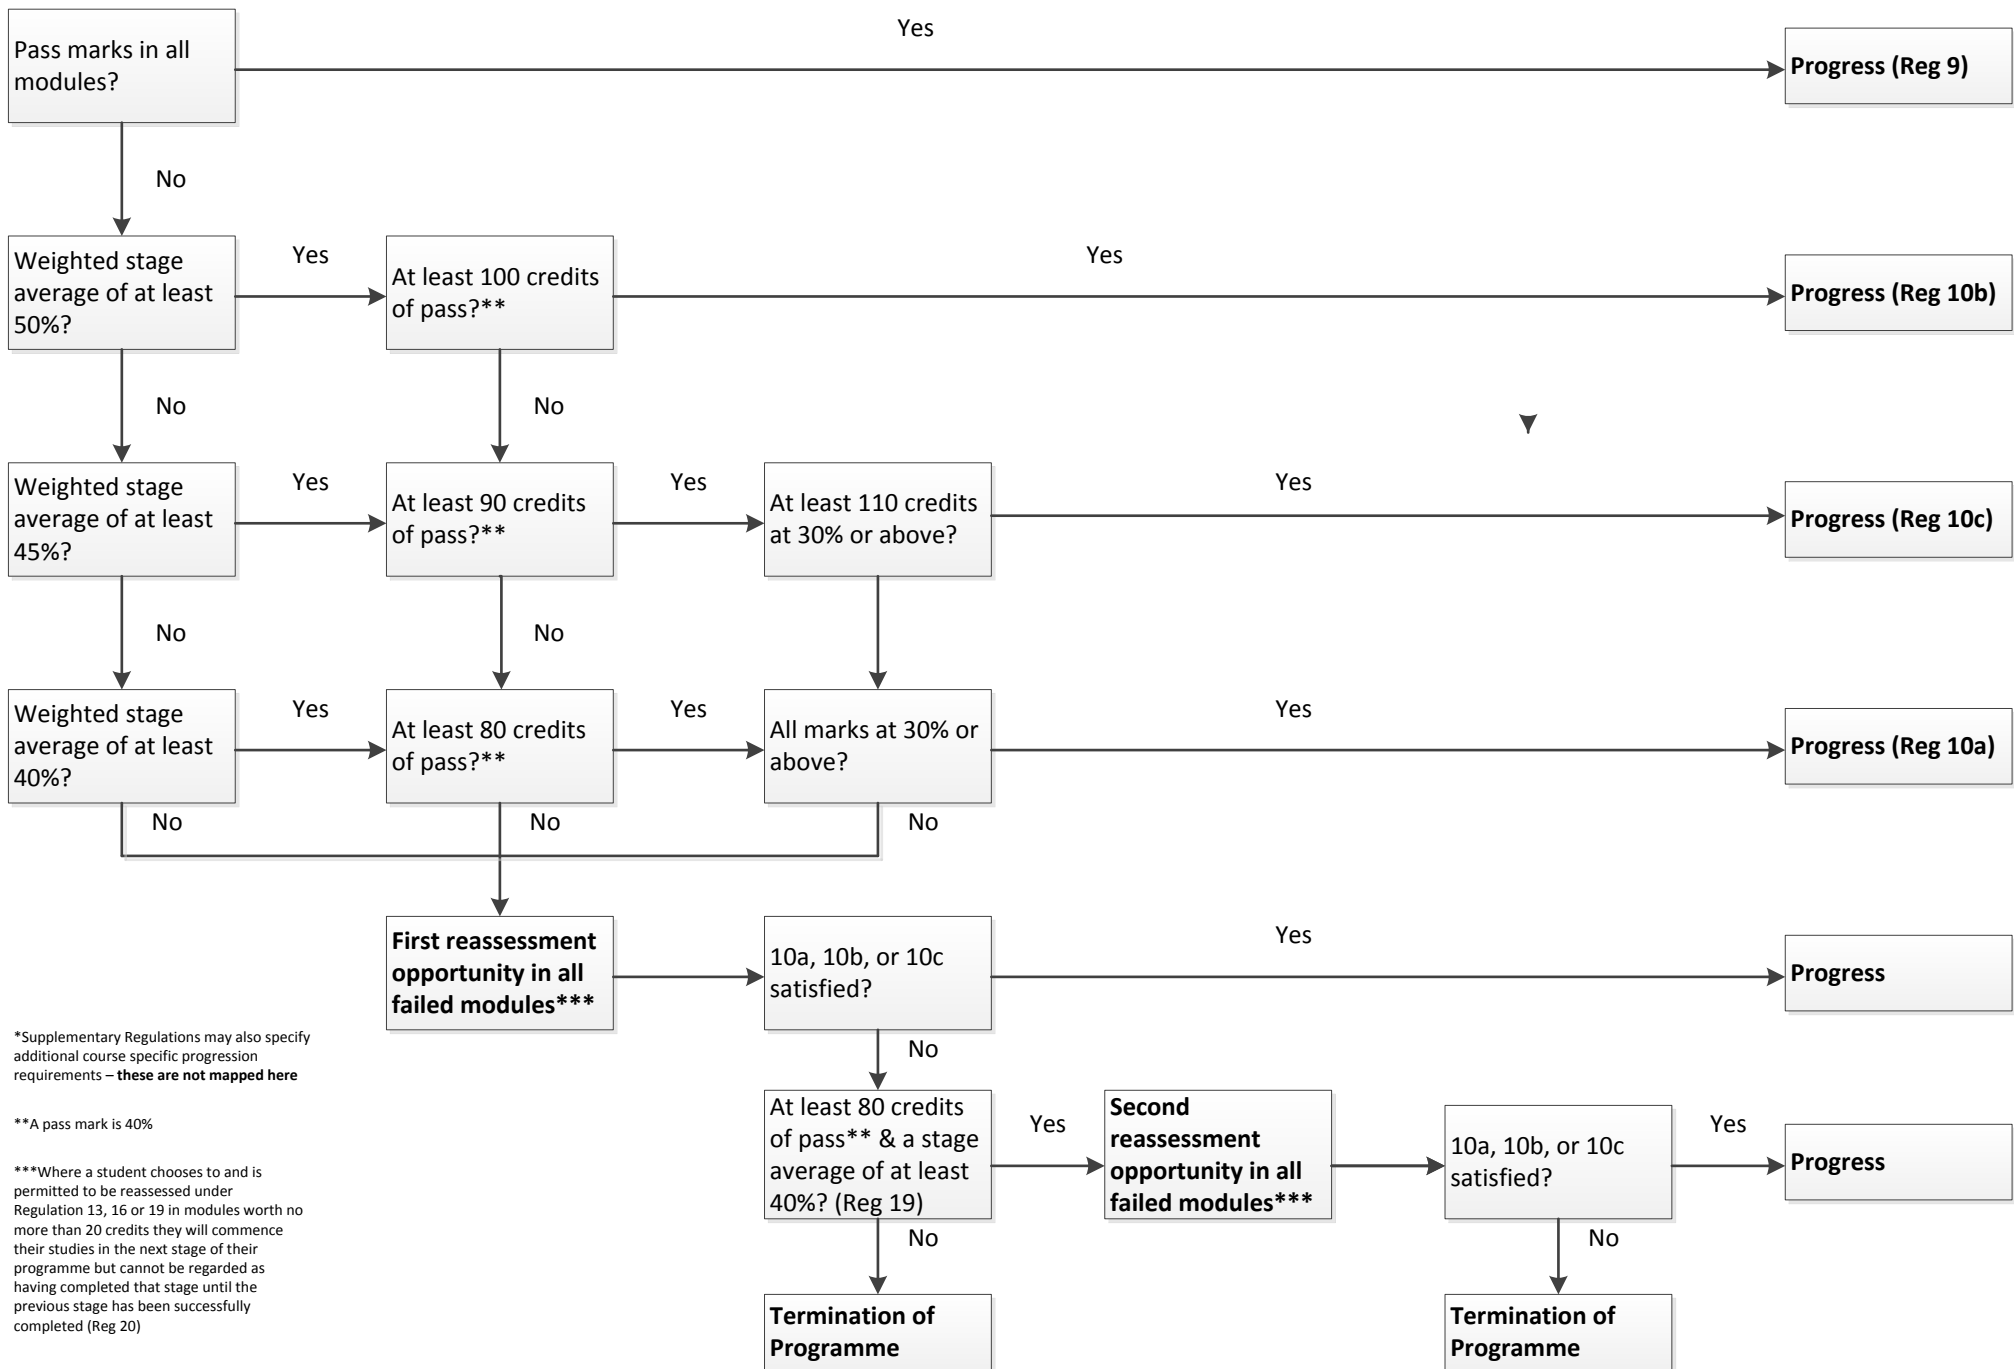 Yes
Pass marks in all
modules?
Progress (Reg 9)
No
Weighted stage
average of at least
50%?
Yes
At least 100 credits
of pass?**
Yes
Progress (Reg 10b)
No
No
Weighted stage
average of at least
45%?
Yes
At least 90 credits
of pass?**
Yes
At least 110 credits
at 30% or above?
Yes
Progress (Reg 10c)
No
No
Weighted stage
average of at least
40%?
Yes
At least 80 credits
of pass?**
Yes
All marks at 30% or
above?
Yes
Progress (Reg 10a)
No
No
No
First reassessment
opportunity in all
failed modules***
10a, 10b, or 10c
satisfied?
Yes
Progress
No
*Supplementary Regulations may also specify
additional course specific progression
requirements – these are not mapped here
**A pass mark is 40%
***Where a student chooses to and is
permitted to be reassessed under
Regulation 13, 16 or 19 in modules worth no
more than 20 credits they will commence
their studies in the next stage of their
programme but cannot be regarded as
having completed that stage until the
previous stage has been successfully
completed (Reg 20)
At least 80 credits
of pass** & a stage
average of at least
40%? (Reg 19)
Yes
Second
reassessment
opportunity in all
failed modules***
10a, 10b, or 10c
satisfied?
Yes
Progress
No
No
Termination of
Programme
Termination of
Programme